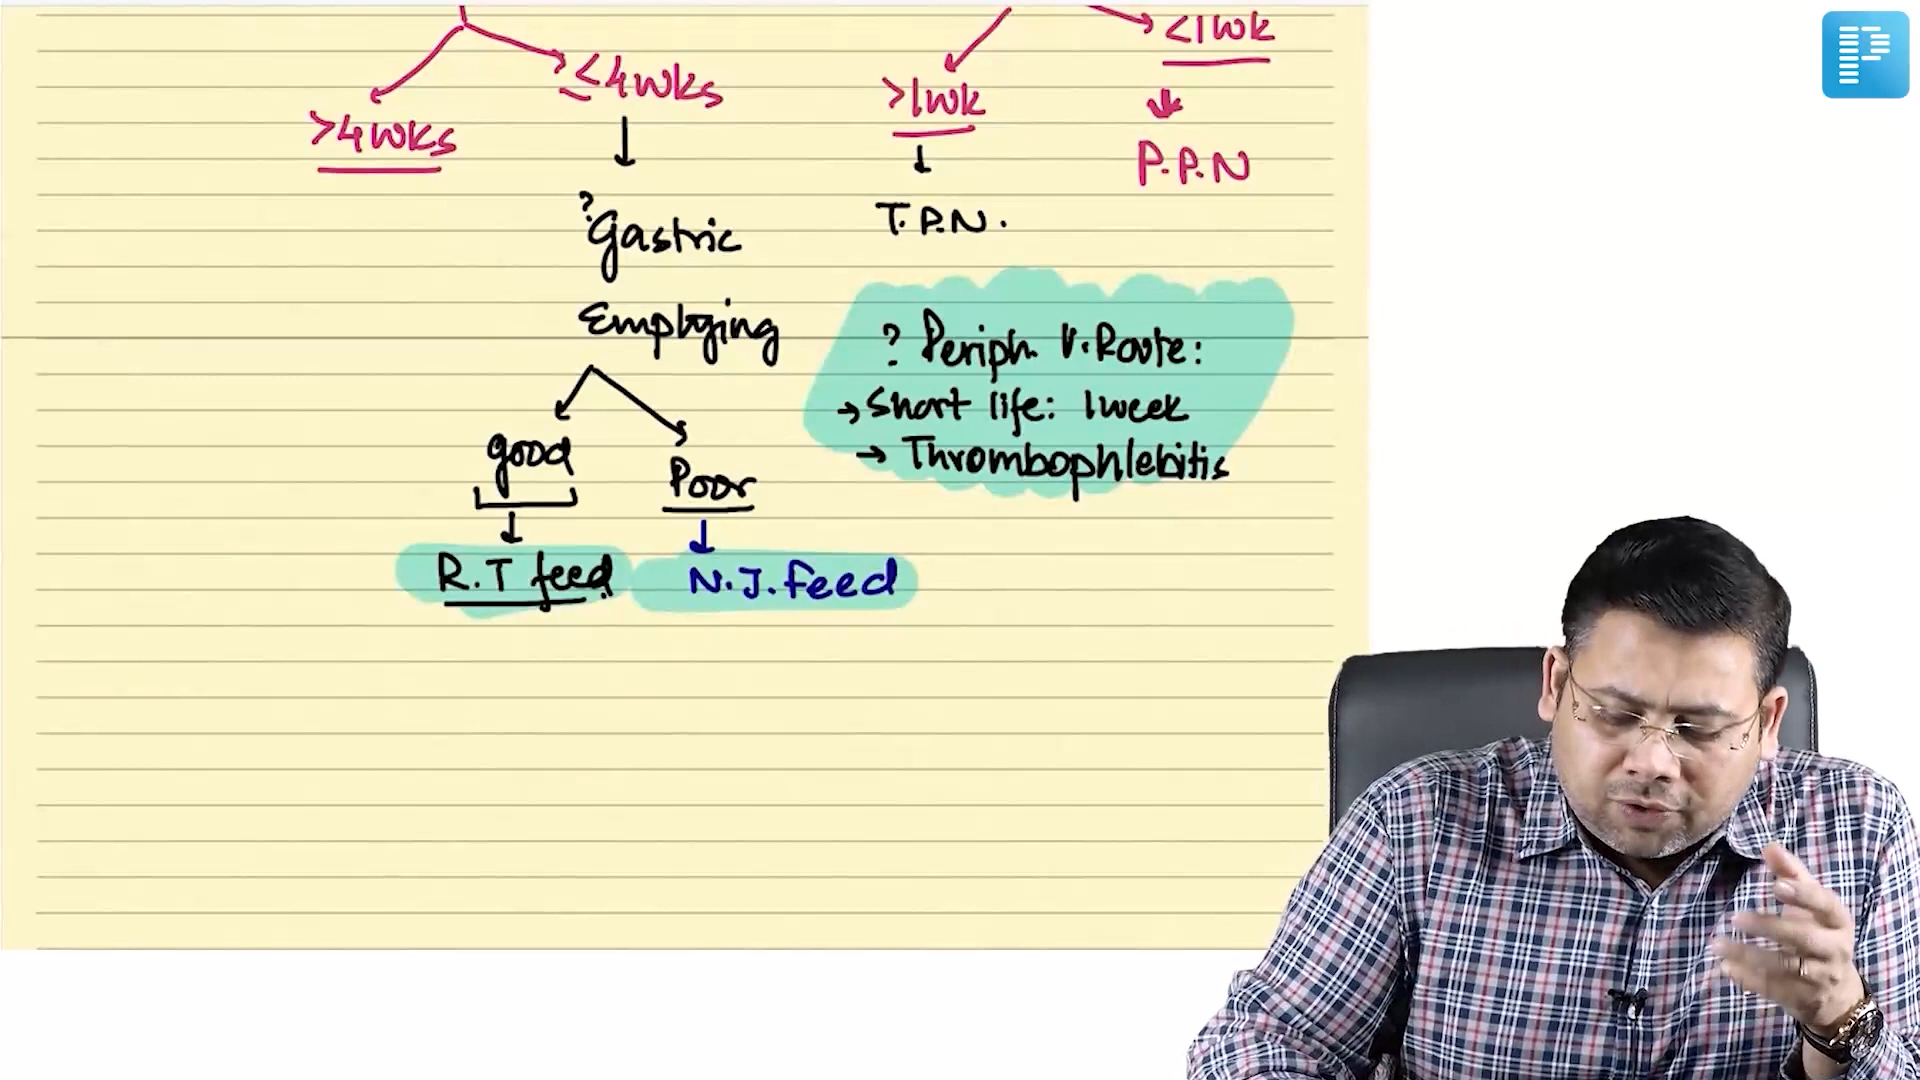 <1wk
≤4wks
>1wk
>4wks
P.P.N
?
Gastric
T.P.N.
Emptying
? Periph. V. Route:
→ Short life: 1week
→ Thrombophlebitis
good
Poor
R.T feed
N.J. feed
P